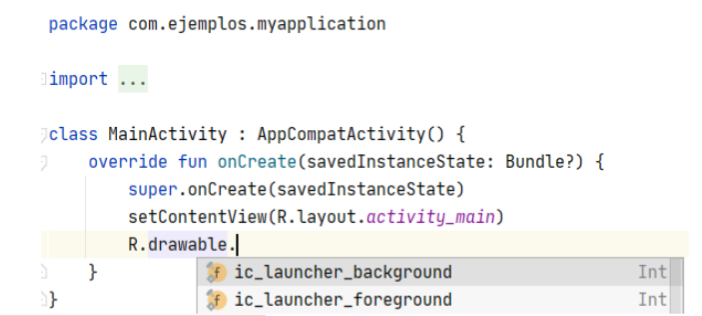 package com.ejemplos.myapplication
import ...
class MainActivity : AppCompatActivity() {
override fun onCreate(savedInstanceState: Bundle?) {
super.onCreate(savedInstanceState)
setContentView(R.layout.activity_main)
R.drawable.
} ic_launcher_background Int
} ic_launcher_foreground Int